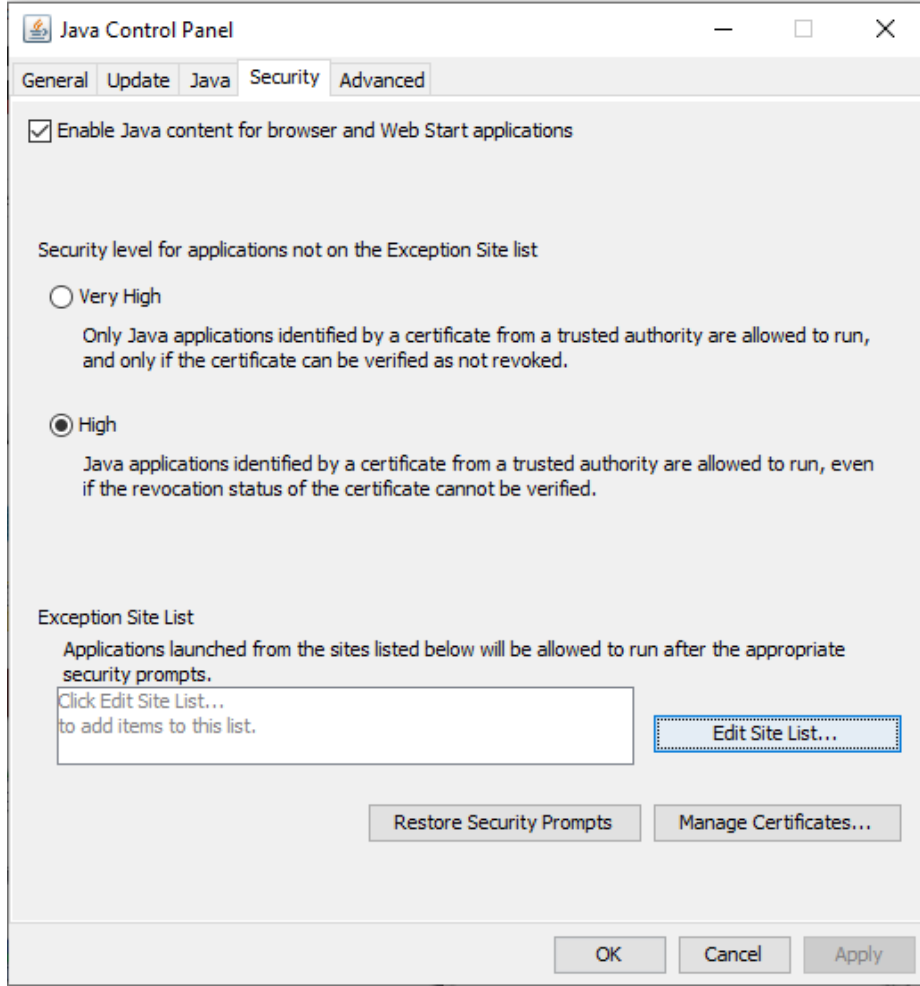 Java Control Panel
General Update Java Security Advanced
Enable Java content for browser and Web Start applications
Security level for applications not on the Exception Site list
Very High
Only Java applications identified by a certificate from a trusted authority are allowed to run,
and only if the certificate can be verified as not revoked.
High
Java applications identified by a certificate from a trusted authority are allowed to run, even
if the revocation status of the certificate cannot be verified.
Exception Site List
Applications launched from the sites listed below will be allowed to run after the appropriate
security prompts.
Click Edit Site List...
to add items to this list.
Edit Site List...
Restore Security Prompts Manage Certificates...
OK Cancel Apply